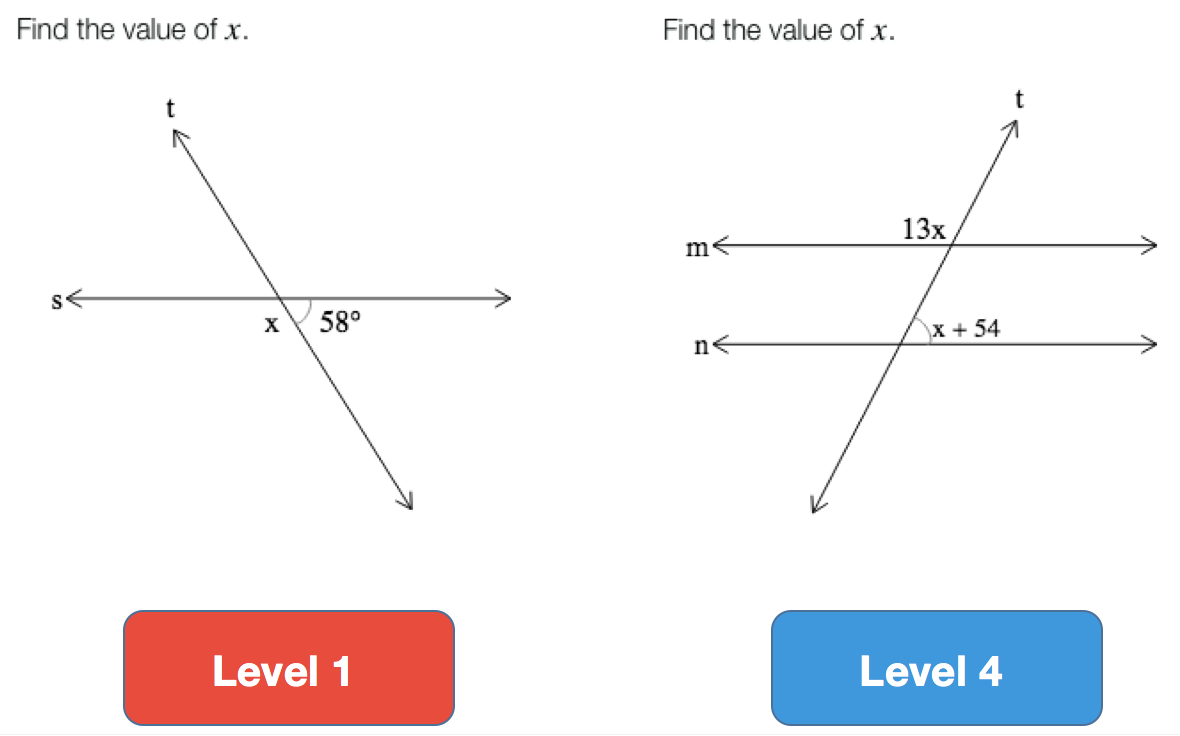 Find the value of x.
t
s
x 58°
Level 1
Find the value of x.
t
13x
m
x + 54
n
Level 4